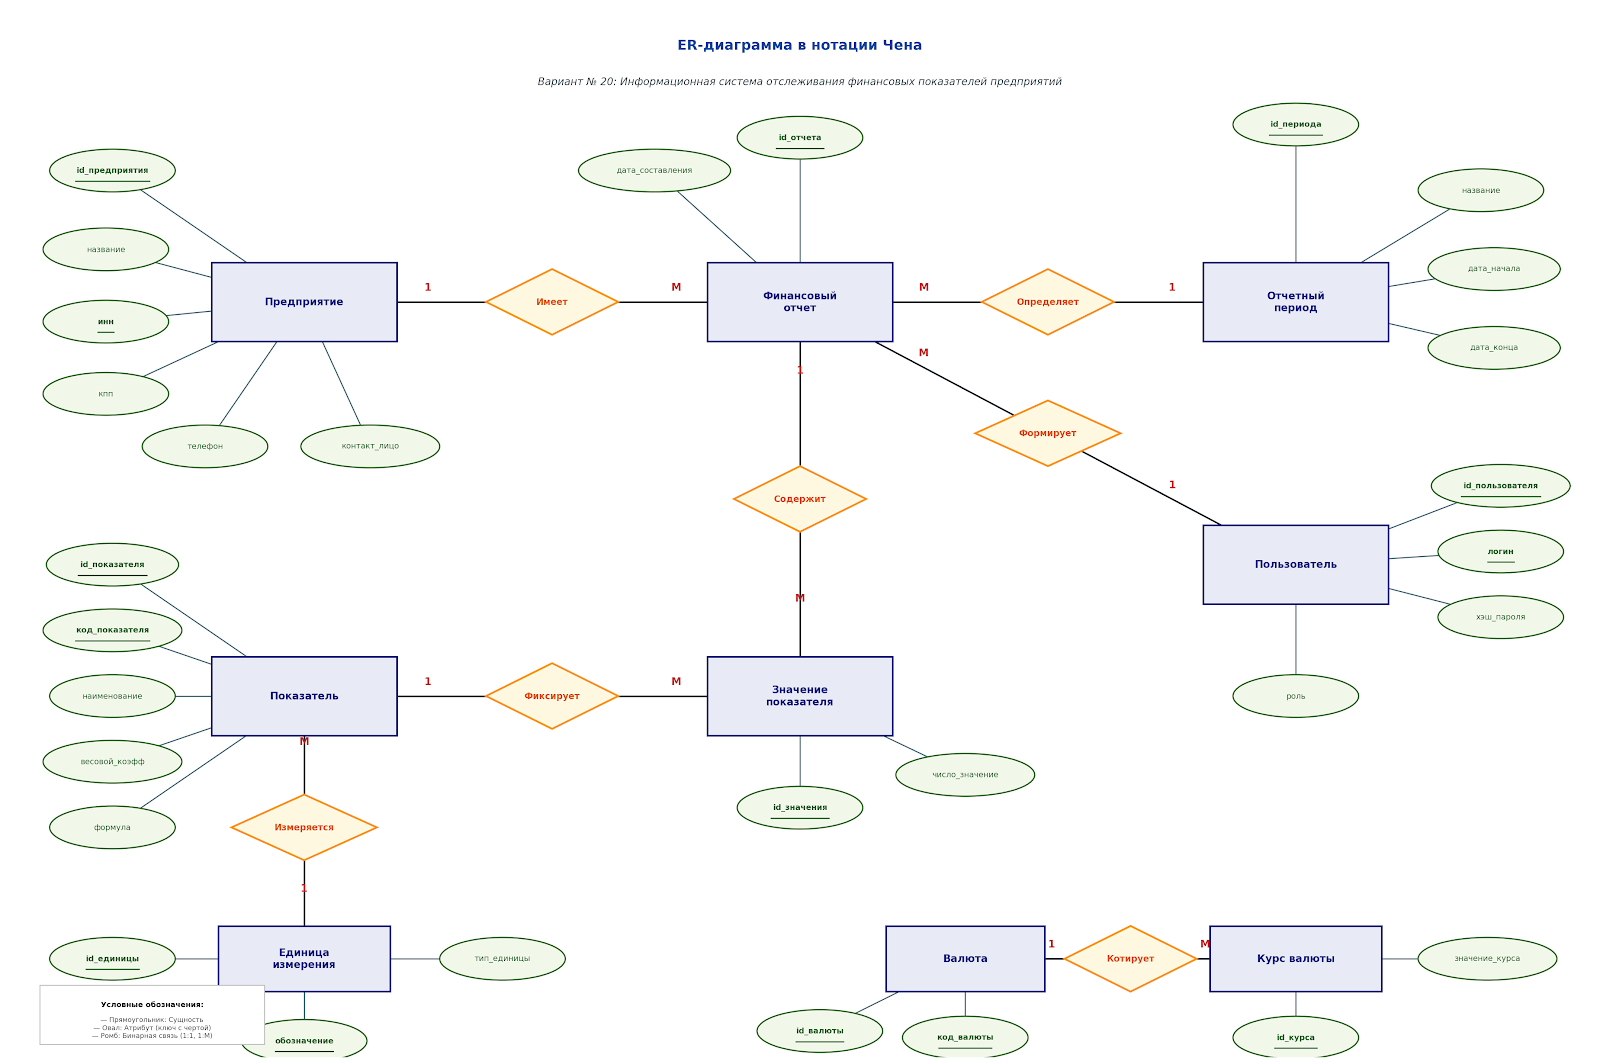 ER-диаграмма в нотации Чена
Вариант № 20: Информационная система отслеживания финансовых показателей предприятий
id_периода
id_отчета
id_предприятия
дата_составления
название
название
дата_начала
1
М
М
1
Предприятие
Имеет
Финансовый
отчет
Определяет
Отчетный
период
инн
дата_конца
М
1
кпп
Формирует
телефон
контакт_лицо
1
id_пользователя
Содержит
логин
id_показателя
Пользователь
М
хэш_пароля
код_показателя
1
М
наименование
Показатель
Фиксирует
Значение
показателя
роль
М
весовой_коэфф
число_значение
id_значения
формула
Измеряется
1
1
М
id_единицы
Единица
измерения
тип_единицы
Валюта
Котирует
Курс валюты
значение_курса
Условные обозначения:
— Прямоугольник: Сущность
— Овал: Атрибут (ключ с чертой)
— Ромб: Бинарная связь (1:1, 1:М)
обозначение
id_валюты
код_валюты
id_курса